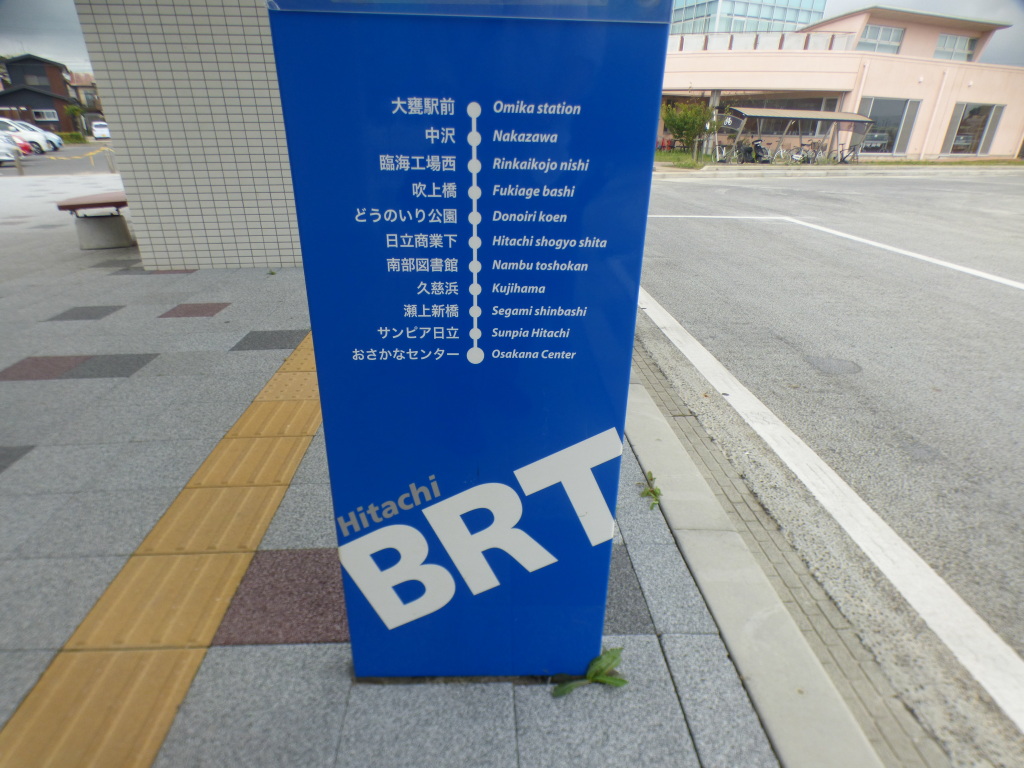 大甕駅前 Omika station
中沢 Nakazawa
臨海工場西 Rinkaikojo nishi
吹上橋 Fukiage bashi
どうのいり公園 Donoiri koen
日立商業下 Hitachi shogyo shita
南部図書館 Nambu toshokan
久慈浜 Kujihama
瀬上新橋 Segami shinbashi
サンピア日立 Sunpia Hitachi
おさかなセンター Osakana Center
Hitachi
BRT